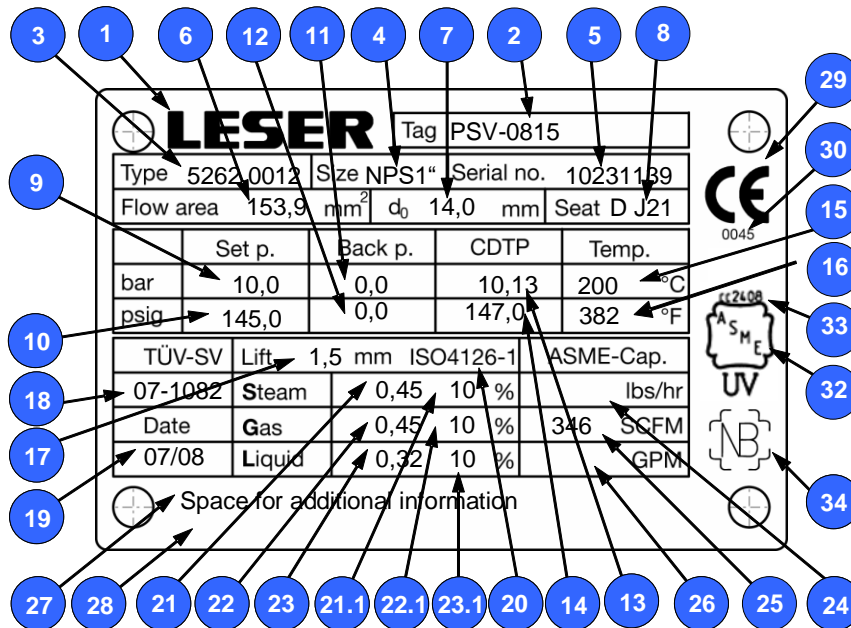 3 1 6 12 11 4 7 2 5 8
29
LESER Tag PSV-0815
30
Type 5262.0012 Size NPS1“ Serial no. 10231139
9
Flow area 153,9 mm² d₀ 14,0 mm Seat D J21
CE
0045
15
Set p. Back p. CDTP Temp.
bar 10,0 0,0 10,13 200 °C
16
psig 145,0 0,0 147,0 382 °F
cc2408
33
10
ASME
TÜV-SV Lift 1,5 mm ISO4126-1 ASME-Cap.
UV
32
18
07-1082 Steam 0,45 10 % lbs/hr
Date Gas 0,45 10 % 346 SCFM
NB
17
07/08 Liquid 0,32 10 % GPM
34
19
Space for additional information
27 28 21 22 23 21.1 22.1 23.1 20 14 13 26 25 24